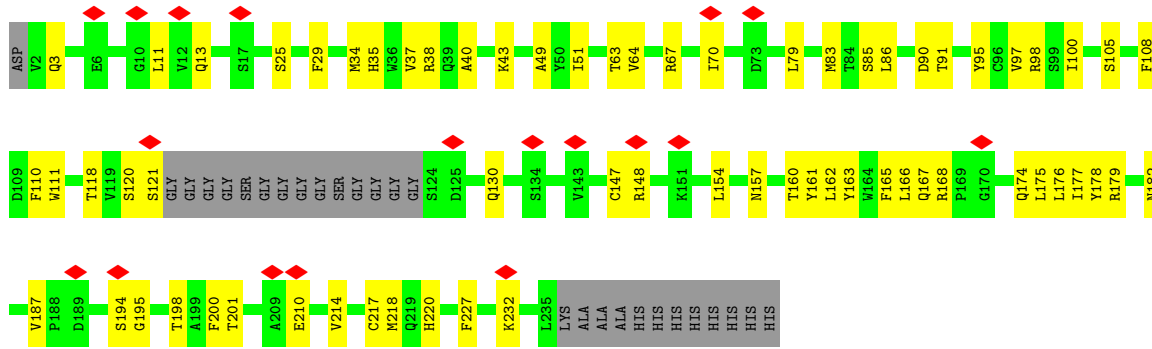 ASP V2 Q3 E6 G10 L11 V12 Q13 S17 S25 F29 M34 H35 W36 V37 R38 Q39 A40 K43 A49 Y50 I51 T63 V64 R67 I70 D73 L79 M83 T84 S85 L86 D90 T91 Y95 C96 V97 R98 S99 I100 S105 F108
D109 F110 W111 T118 V119 S120 S121 GLY GLY GLY GLY SER GLY GLY GLY GLY SER GLY GLY GLY GLY S124 D125 Q130 S134 V143 C147 R148 K151 L154 N157 T160 Y161 L162 Y163 W164 F165 L166 Q167 R168 P169 G170 Q174 L175 L176 I177 Y178 R179 N182
V187 P188 D189 S194 G195 T198 A199 F200 T201 A209 E210 V214 C217 M218 Q219 H220 F227 K232 L235 LYS ALA ALA ALA HIS HIS HIS HIS HIS HIS HIS HIS